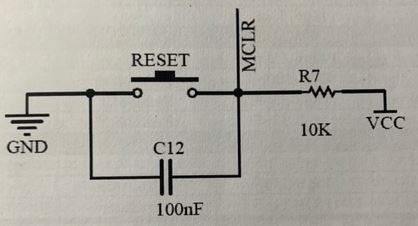 MCLR
RESET
R7
10K
VCC
GND
C12
100nF